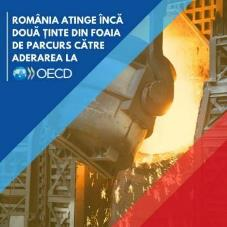 ROMÂNIA ATINGE ÎNCĂ
DOUĂ ȚINTE DIN FOAIA
DE PARCURS CĂTRE
ADERAREA LA
OECD